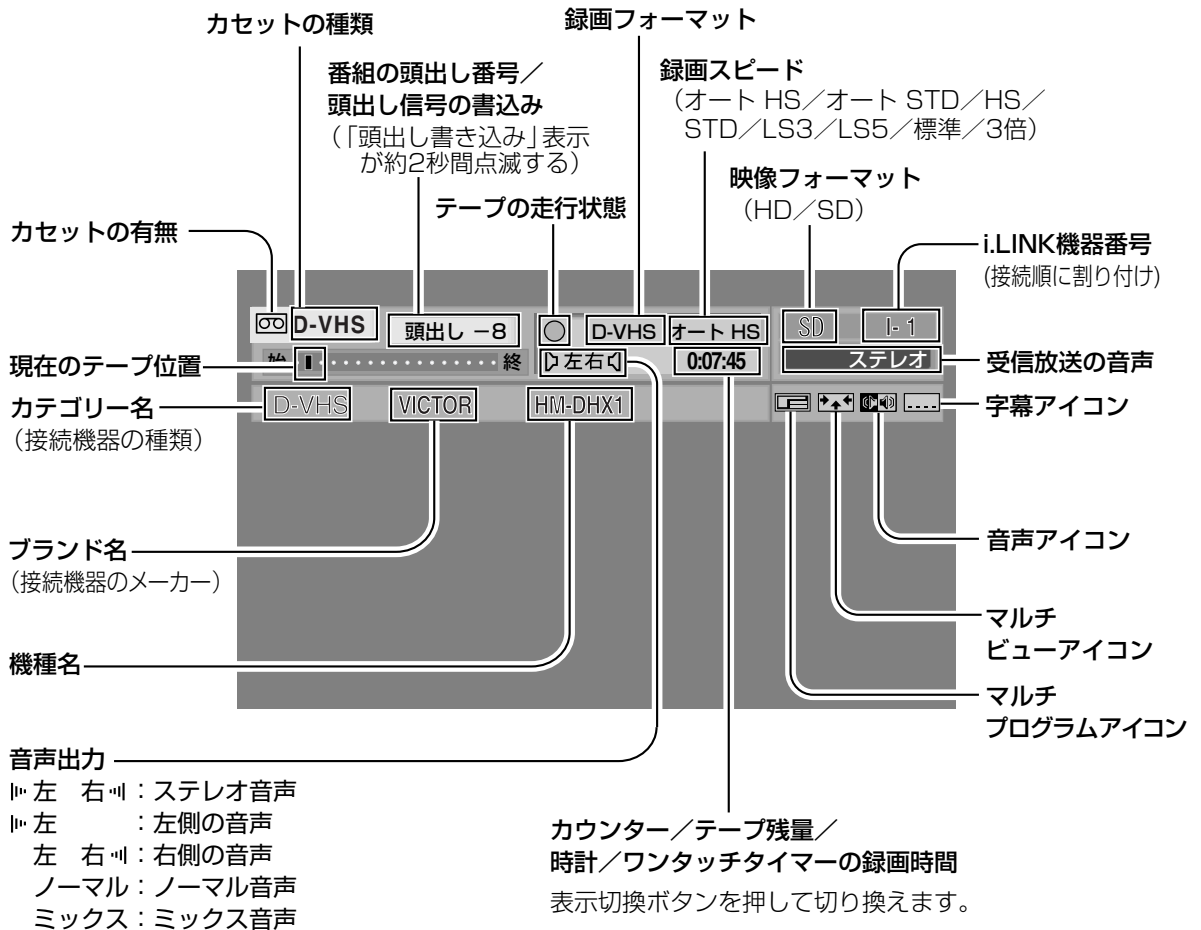 カセットの種類
録画フォーマット
番組の頭出し番号／
頭出し信号の書込み
（「頭出し書き込み」表示
が約2秒間点滅する）
録画スピード
（オート HS／オート STD／HS／
STD／LS3／LS5／標準／3倍）
映像フォーマット
（HD／SD）
テープの走行状態
カセットの有無
i.LINK機器番号
(接続順に割り付け)
D-VHS 頭出し －8 D-VHS オート HS SD I- 1
始 終 左右 0:07:45 ステレオ
D-VHS VICTOR HM-DHX1
現在のテープ位置
受信放送の音声
カテゴリー名
（接続機器の種類）
字幕アイコン
ブランド名
（接続機器のメーカー）
音声アイコン
機種名
マルチ
ビューアイコン
マルチ
プログラムアイコン
音声出力
左 右：ステレオ音声
左 ：左側の音声
左 右：右側の音声
ノーマル：ノーマル音声
ミックス：ミックス音声
カウンター／テープ残量／
時計／ワンタッチタイマーの録画時間
表示切換ボタンを押して切り換えます。